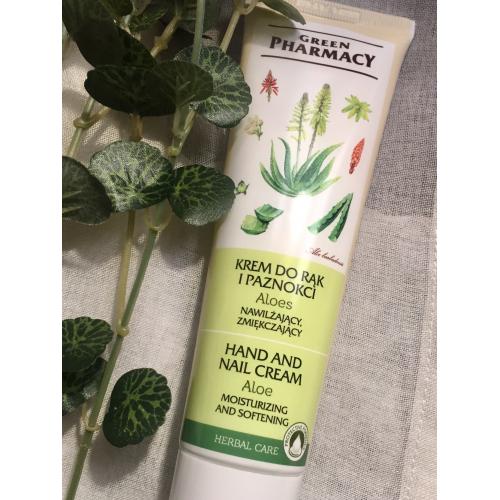 GREEN
PHARMACY
KREM DO RĄK
I PAZNOKCI
Aloes
NAWILŻAJĄCY,
ZMIĘKCZAJĄCY
HAND AND
NAIL CREAM
Aloe
MOISTURIZING
AND SOFTENING
HERBAL CARE